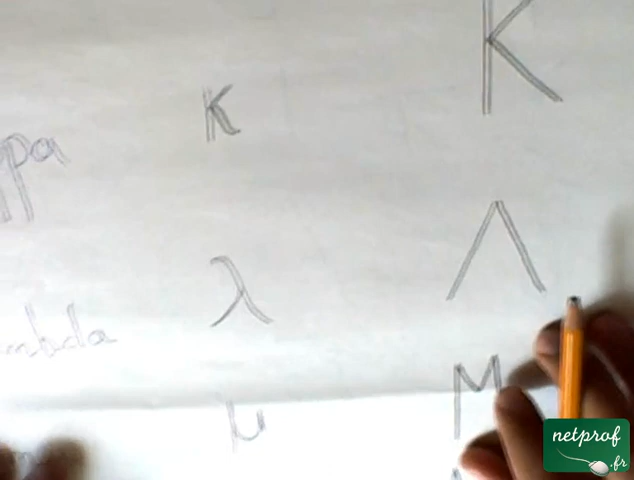 ppa κ Κ
mbda λ Λ
μ Μ
netprof
.fr